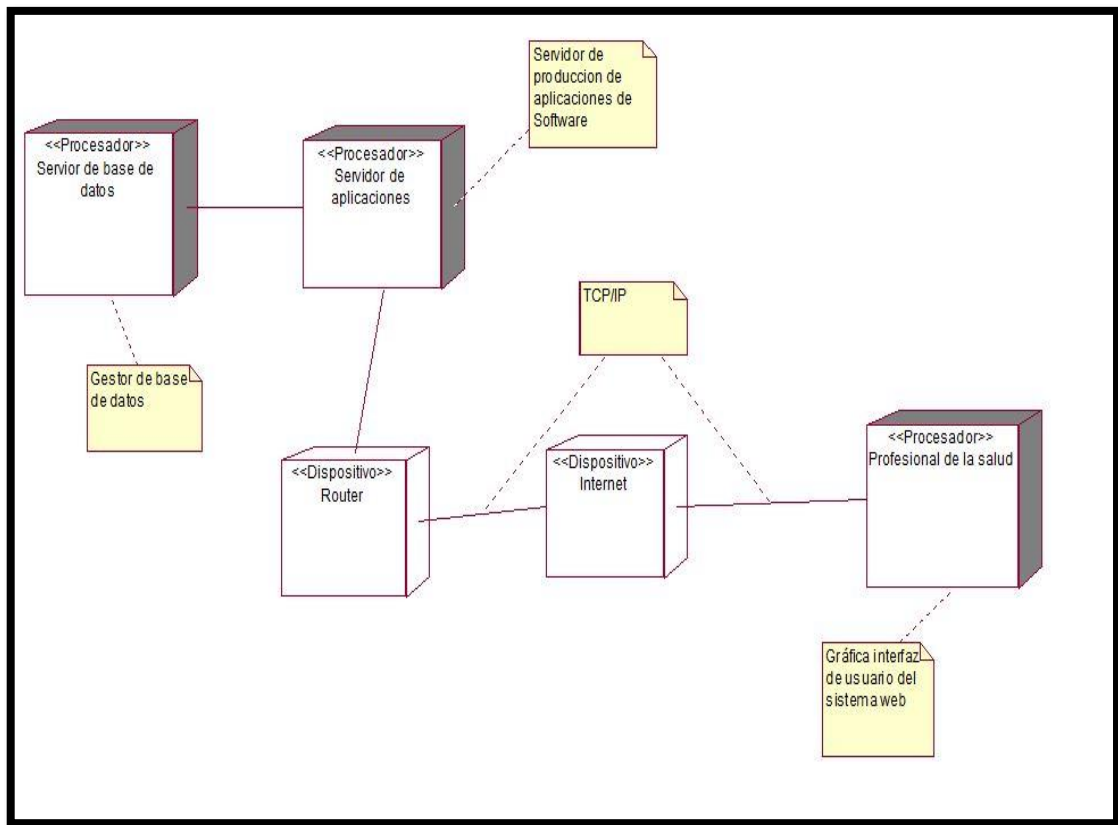 Servidor de
produccion de
aplicaciones de
Software
<<Procesador>>
Servior de base de
datos
<<Procesador>>
Servidor de
aplicaciones
TCP/IP
Gestor de base
de datos
<<Dispositivo>>
Router
<<Dispositivo>>
Internet
<<Procesador>>
Profesional de la salud
Gráfica interfaz
de usuario del
sistema web